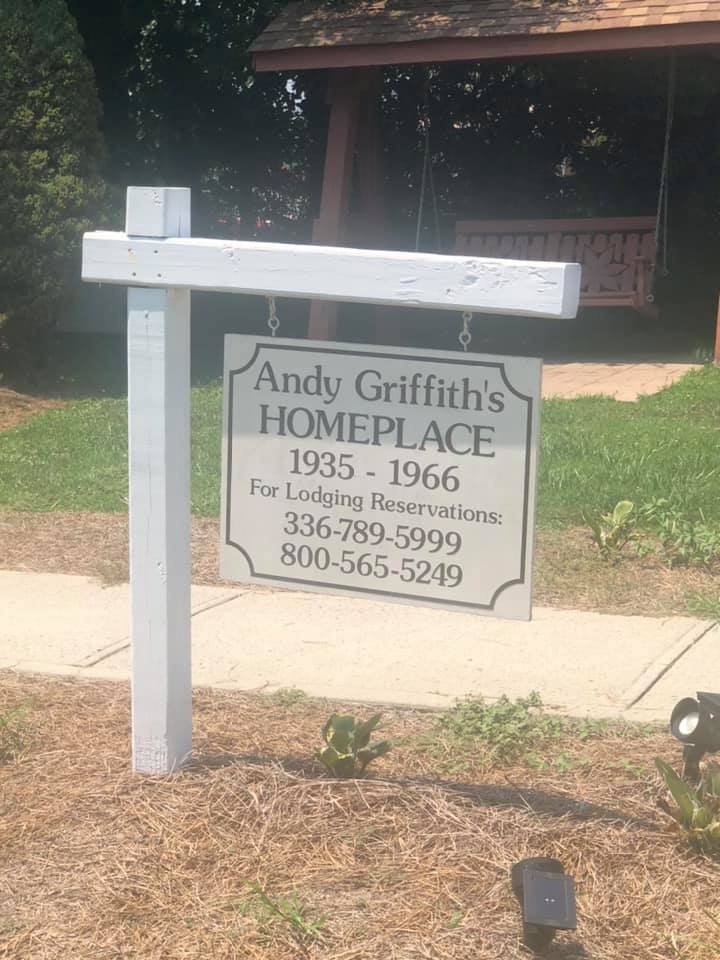 Andy Griffith's
HOMEPLACE
1935 - 1966
For Lodging Reservations:
336-789-5999
800-565-5249